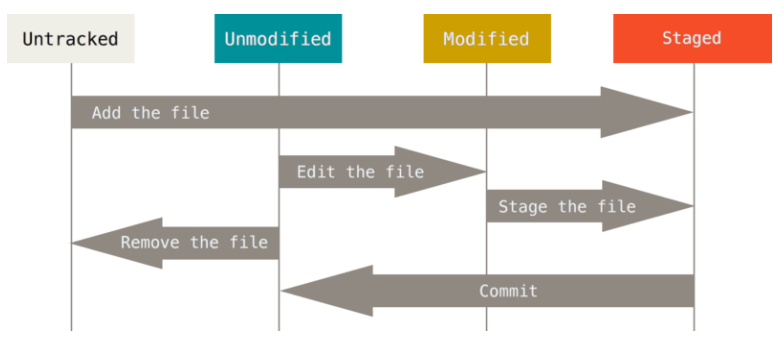 Untracked
Unmodified
Modified
Staged
Add the file
Edit the file
Stage the file
Remove the file
Commit